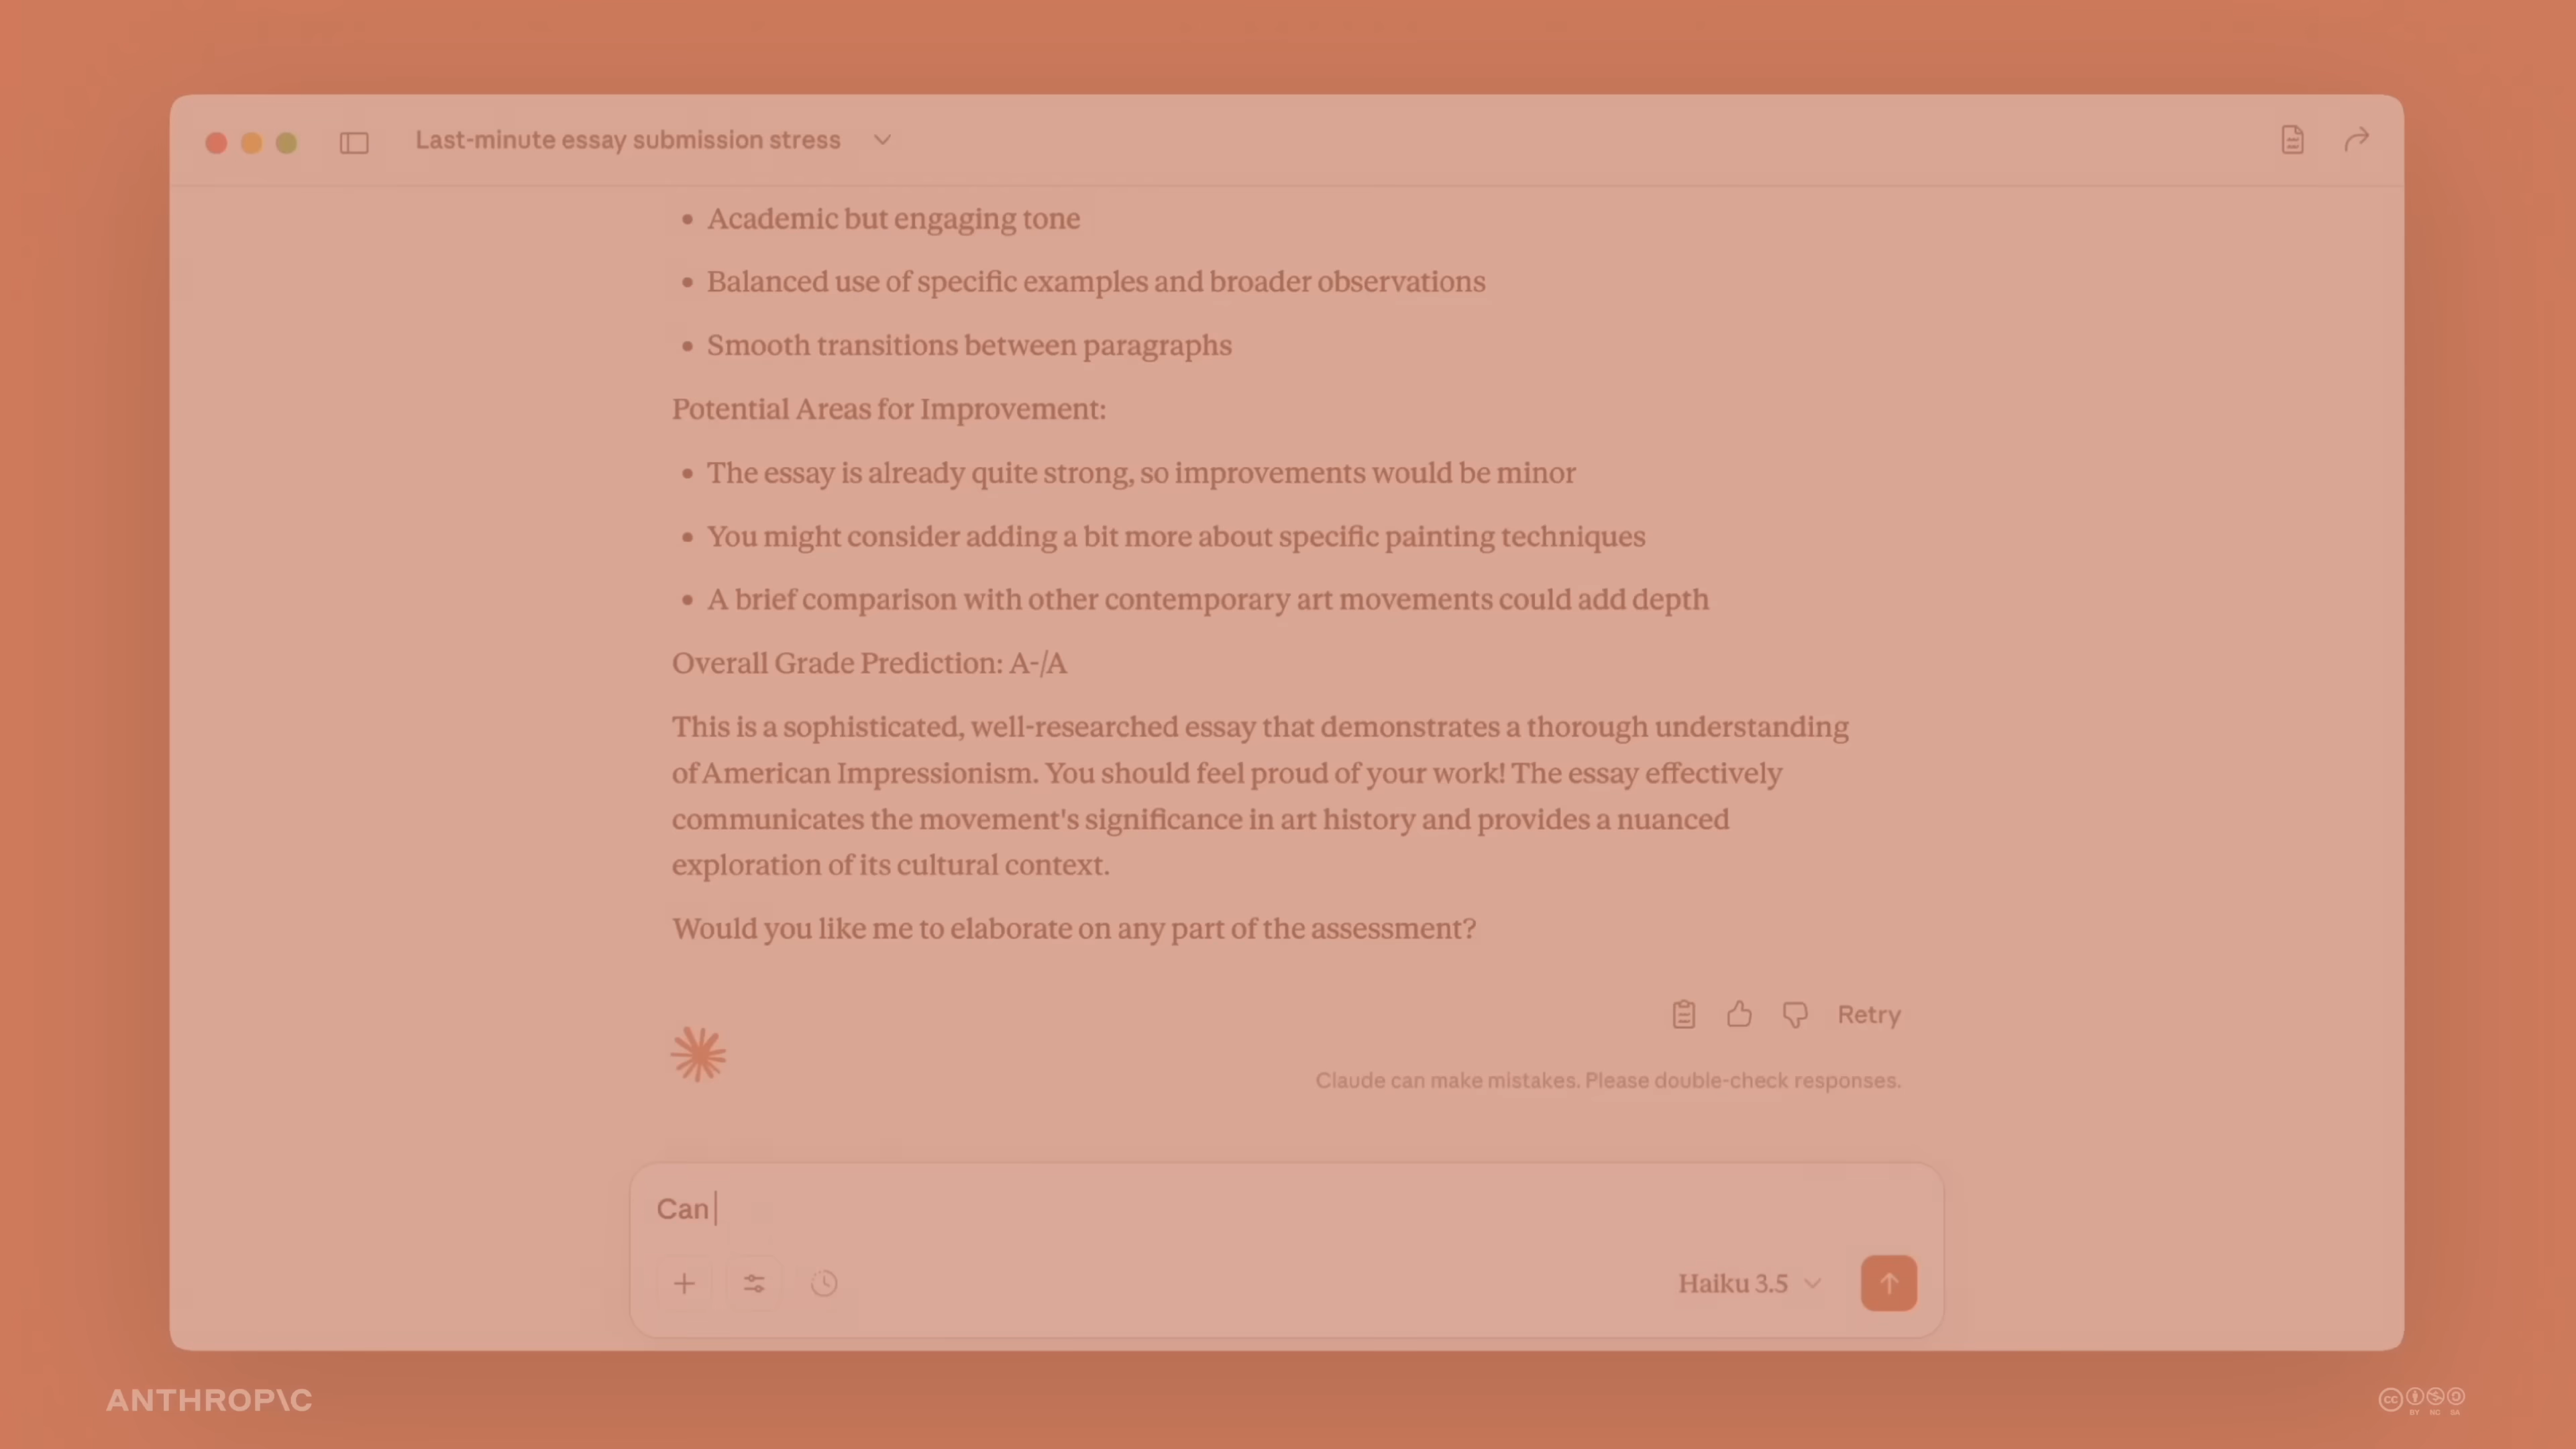 Last-minute essay submission stress
Academic but engaging tone
Balanced use of specific examples and broader observations
Smooth transitions between paragraphs
Potential Areas for Improvement:
The essay is already quite strong, so improvements would be minor
You might consider adding a bit more about specific painting techniques
A brief comparison with other contemporary art movements could add depth
Overall Grade Prediction: A-/A
This is a sophisticated, well-researched essay that demonstrates a thorough understanding
of American Impressionism. You should feel proud of your work! The essay effectively
communicates the movement's significance in art history and provides a nuanced
exploration of its cultural context.
Would you like me to elaborate on any part of the assessment?
Retry
Claude can make mistakes. Please double-check responses.
Can
Haiku 3.5
ANTHROP\C
CC BY NC SA